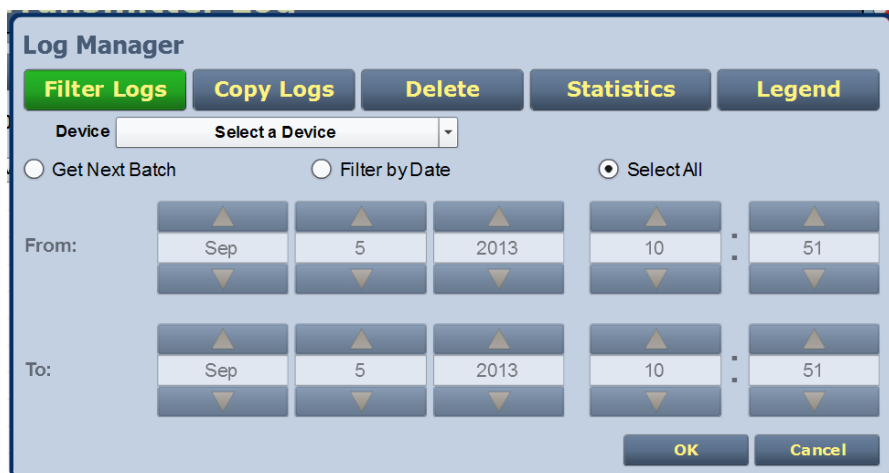 Log Manager
Filter Logs Copy Logs Delete Statistics Legend
Device Select a Device
Get Next Batch Filter by Date Select All
From: Sep 5 2013 10 : 51
To: Sep 5 2013 10 : 51
OK Cancel